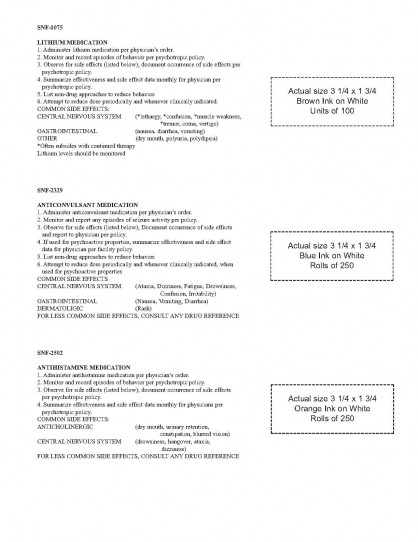 SNF-1075
LITHIUM MEDICATION
1. Administer lithium medication per physician's order.
2. Monitor and record episodes of behavior per psychotropic policy.
3. Observe for side effects (listed below); document occurrence of side effects per
psychotropic policy.
4. Summarize effectiveness and side effect data monthly for physician per
psychotropic policy.
5. List non-drug approaches to reduce behavior.
6. Attempt to reduce dose periodically and whenever clinically indicated.
COMMON SIDE EFFECTS:
CENTRAL NERVOUS SYSTEM (*lethargy, *confusion, *muscle weakness,
*tremor, coma, vertigo)
GASTROINTESTINAL (nausea, diarrhea, vomiting)
OTHER (dry mouth, polyuria, polydipsia)
*Often subsides with continued therapy
Lithium levels should be monitored
Actual size 3 1/4 x 1 3/4
Brown Ink on White
Units of 100
SNF-2329
ANTICONVULSANT MEDICATION
1. Administer anticonvulsant medication per physician's order.
2. Monitor and report any episodes of seizure activity per policy.
3. Observe for side effects (listed below); Document occurrence of side effects
and report to physician per policy.
4. If used for psychoactive properties, summarize effectiveness and side effect
data for physician per facility policy.
5. List non-drug approaches to reduce behavior.
6. Attempt to reduce dose periodically and whenever clinically indicated, when
used for psychoactive properties
COMMON SIDE EFFECTS
CENTRAL NERVOUS SYSTEM (Ataxia, Dizziness, Fatigue, Drowsiness,
Confusion, Irritability)
GASTROINTESTINAL (Nausea, Vomiting, Diarrhea)
DERMATOLIGIC (Rash)
FOR LESS COMMON SIDE EFFECTS, CONSULT ANY DRUG REFERENCE
Actual size 3 1/4 x 1 3/4
Blue Ink on White
Rolls of 250
SNF-2502
ANTIHISTAMINE MEDICATION
1. Administer antihistamine medication per physician's order.
2. Monitor and record episodes of behavior per psychotropic policy.
3. Observe for side effects (listed below); document occurrence of side effects
per psychotropic policy.
4. Summarize effectiveness and side effect data monthly for physicians per
psychotropic policy.
COMMON SIDE EFFECTS:
ANTICHOLINERGIC (dry mouth, urinary retention,
constipation, blurred vision)
CENTRAL NERVOUS SYSTEM (drowsiness, hangover, ataxia,
dizziness)
FOR LESS COMMON SIDE EFFECTS, CONSULT ANY DRUG REFERENCE
Actual size 3 1/4 x 1 3/4
Orange Ink on White
Rolls of 250